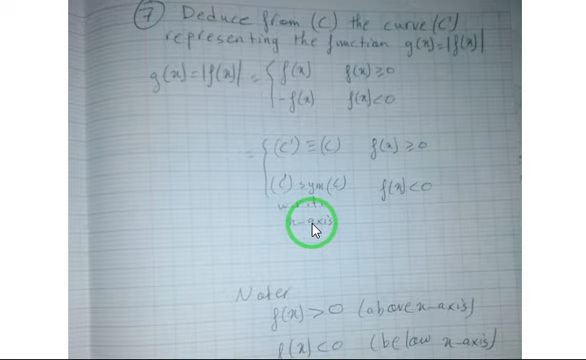 ⑦ Deduce from (C) the curve (C')
representing the function g(x)=|f(x)|
g(x)=|f(x)| = { f(x) f(x)≥0
-f(x) f(x)<0
= { (C') ≡ (C) f(x) ≥0
(C') sym (C) f(x)<0
w.r.t
x-axis
Note:
f(x) > 0 (above x-axis)
f(x) < 0 (below x-axis)